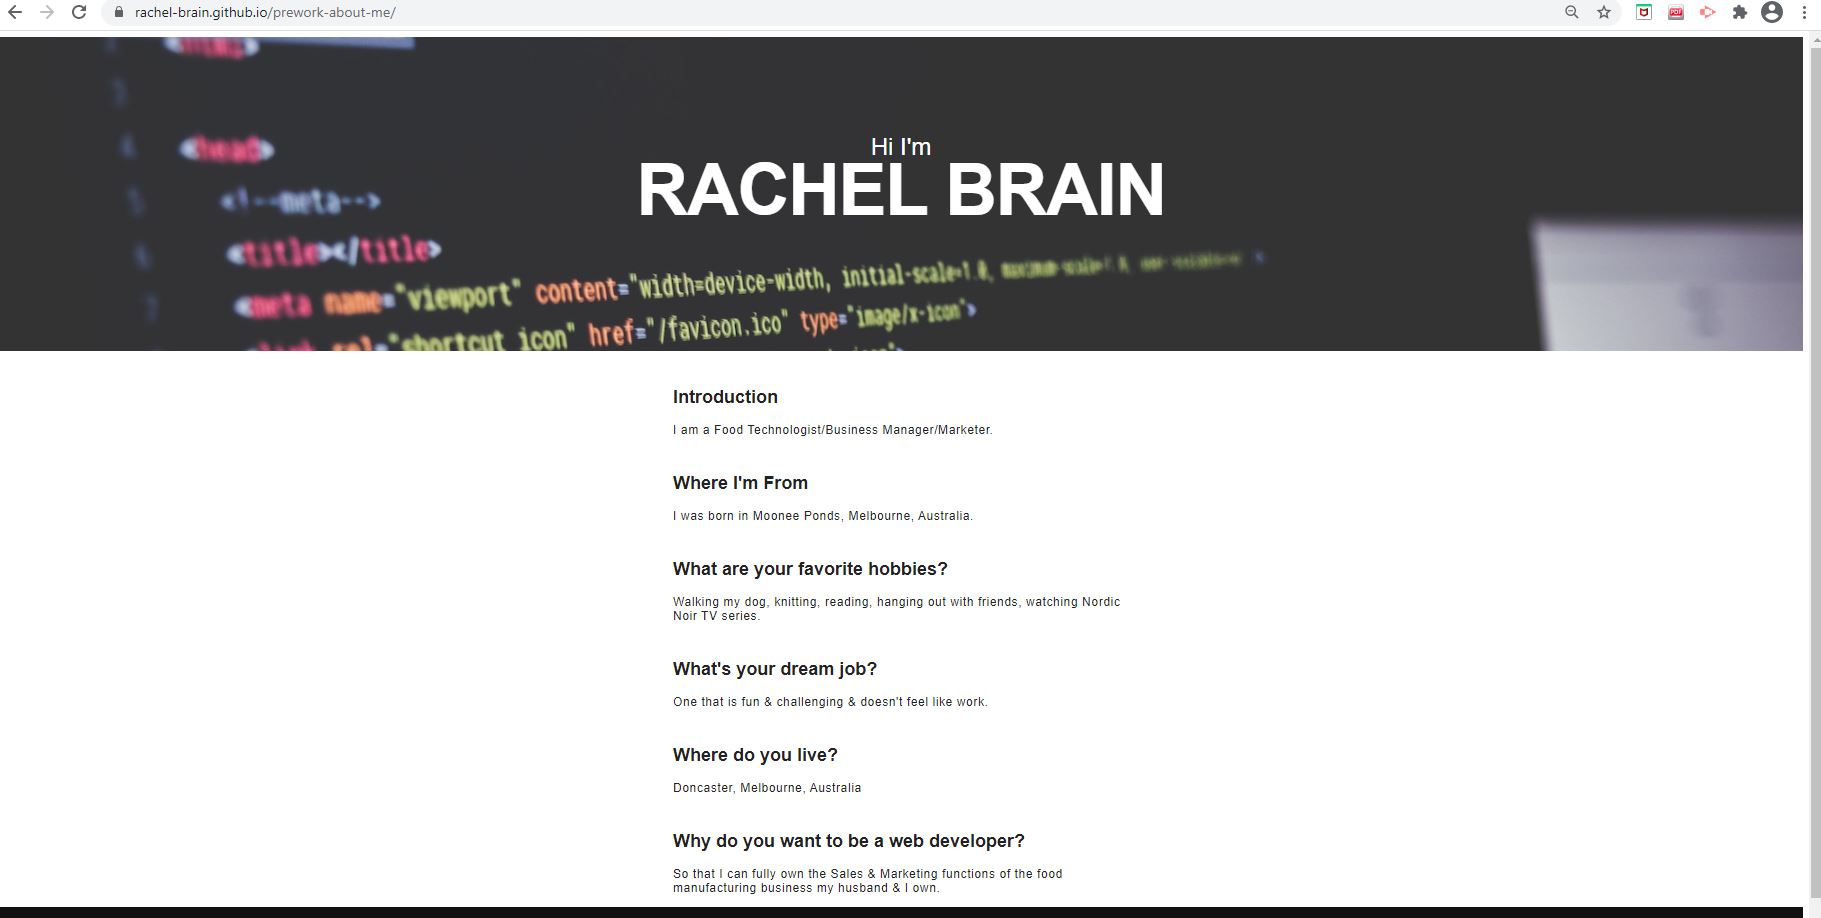 rachel-brain.github.io/prework-about-me/
<head>
<!--meta-->
<title></title>
Hi I'm
RACHEL BRAIN
<meta name="viewport" content="width=device-width, initial-scale=1.0,
rel="shortcut icon" href="/favicon.ico" type="image/x-icon">
Introduction
I am a Food Technologist/Business Manager/Marketer.
Where I'm From
I was born in Moonee Ponds, Melbourne, Australia.
What are your favorite hobbies?
Walking my dog, knitting, reading, hanging out with friends, watching Nordic
Noir TV series.
What's your dream job?
One that is fun & challenging & doesn't feel like work.
Where do you live?
Doncaster, Melbourne, Australia
Why do you want to be a web developer?
So that I can fully own the Sales & Marketing functions of the food
manufacturing business my husband & I own.